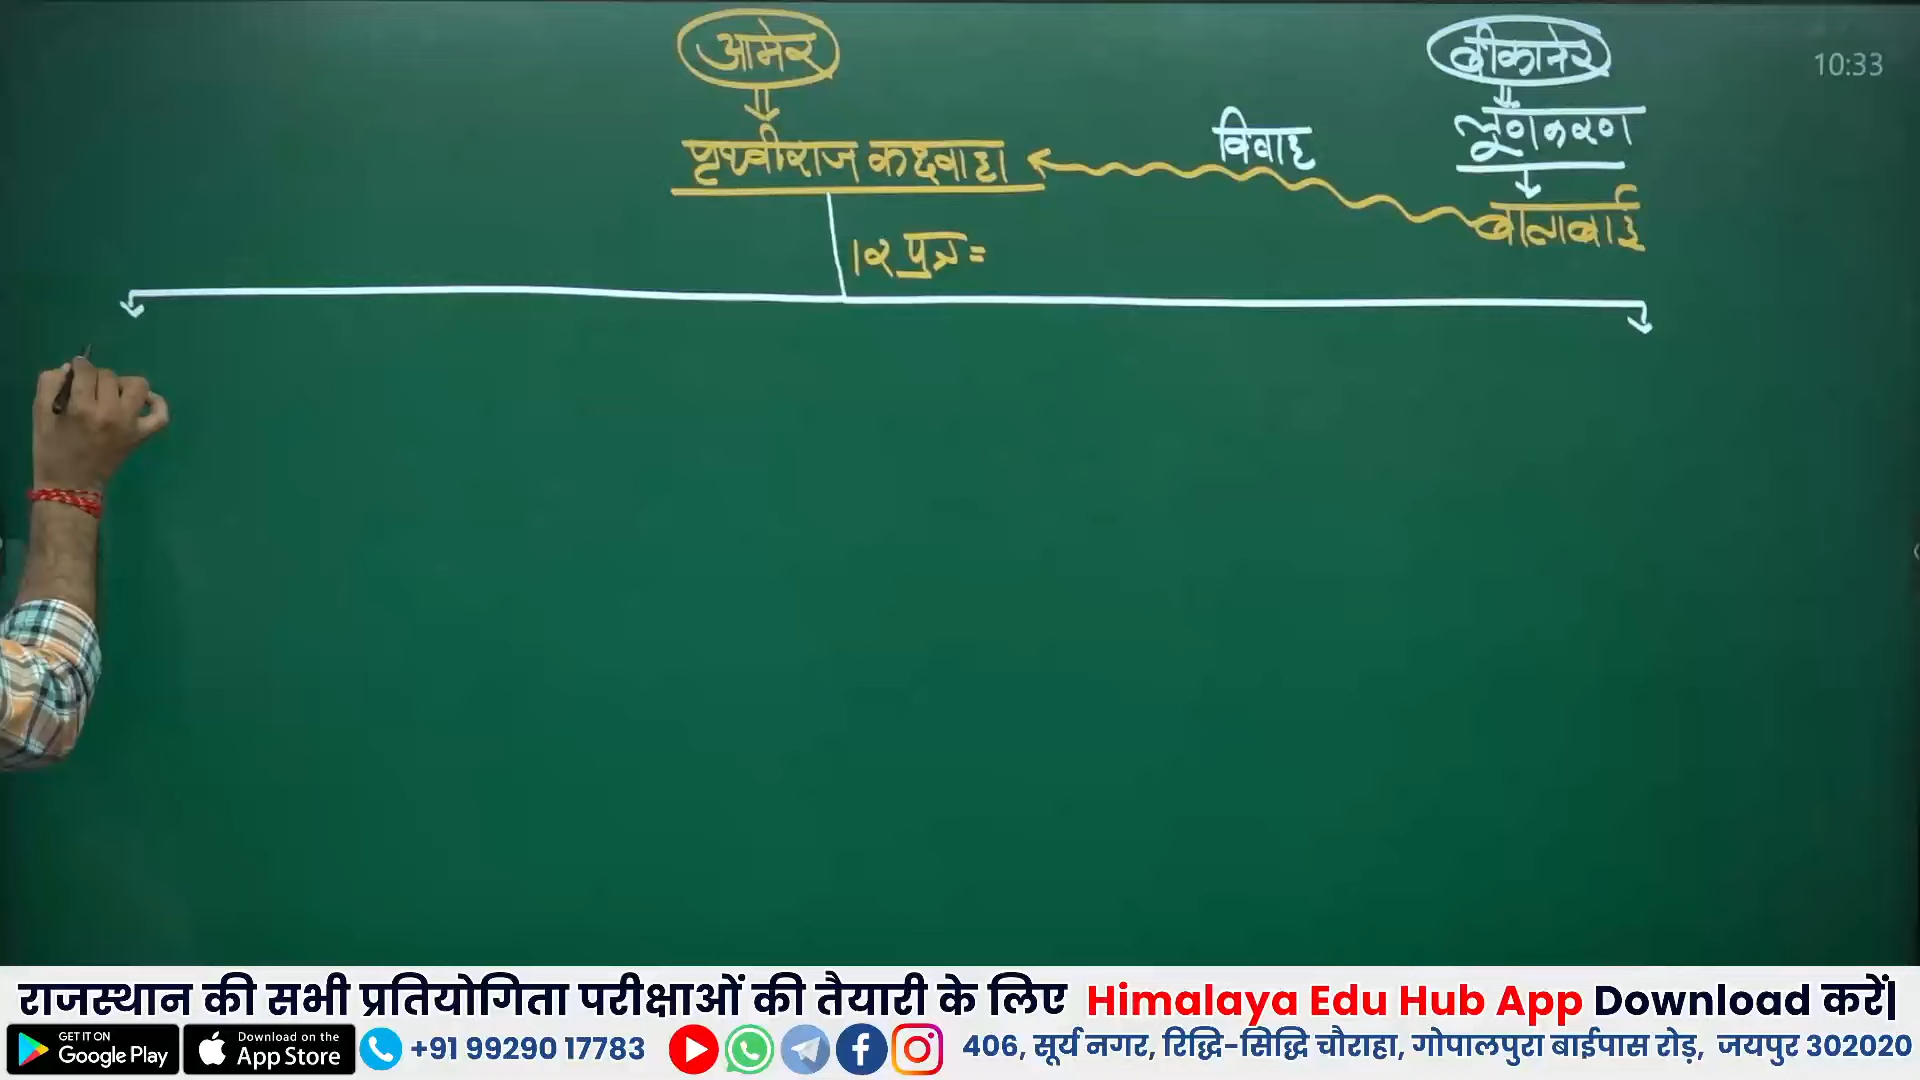 आमेर
बीकानेर
10:33
लूणकरण
विवाह
पृथ्वीराज कछवाहा
बालाबाई
12 पुत्र =
राजस्थान की सभी प्रतियोगिता परीक्षाओं की तैयारी के लिए Himalaya Edu Hub App Download करें|
GET IT ON Google Play
Download on the App Store
+91 99290 17783
406, सूर्य नगर, रिद्धि-सिद्धि चौराहा, गोपालपुरा बाईपास रोड़, जयपुर 302020